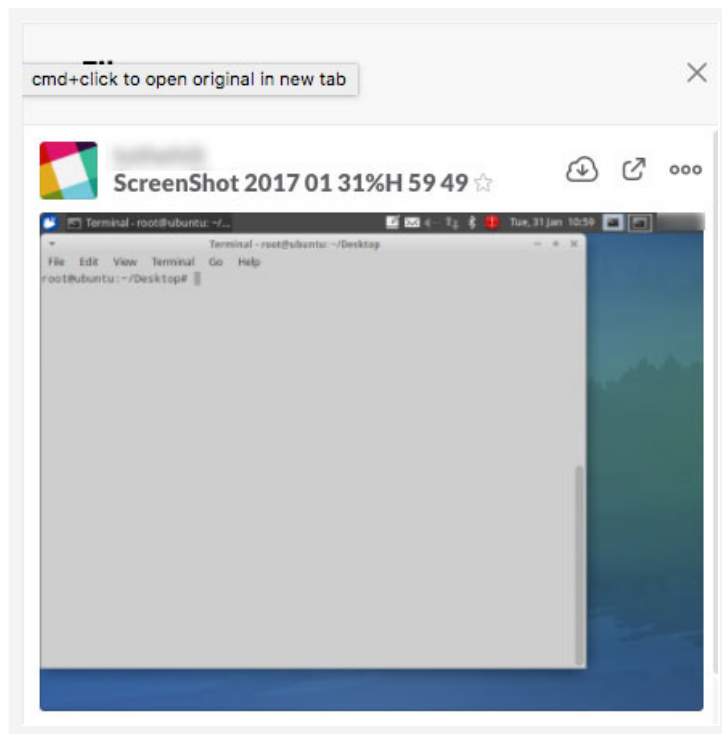 cmd+click to open original in new tab
ScreenShot 2017 01 31%H 59 49
Terminal - root@ubuntu: ~/...
Tue, 31 Jan 10:59
Terminal - root@ubuntu: ~/Desktop
File Edit View Terminal Go Help
root@ubuntu:~/Desktop#